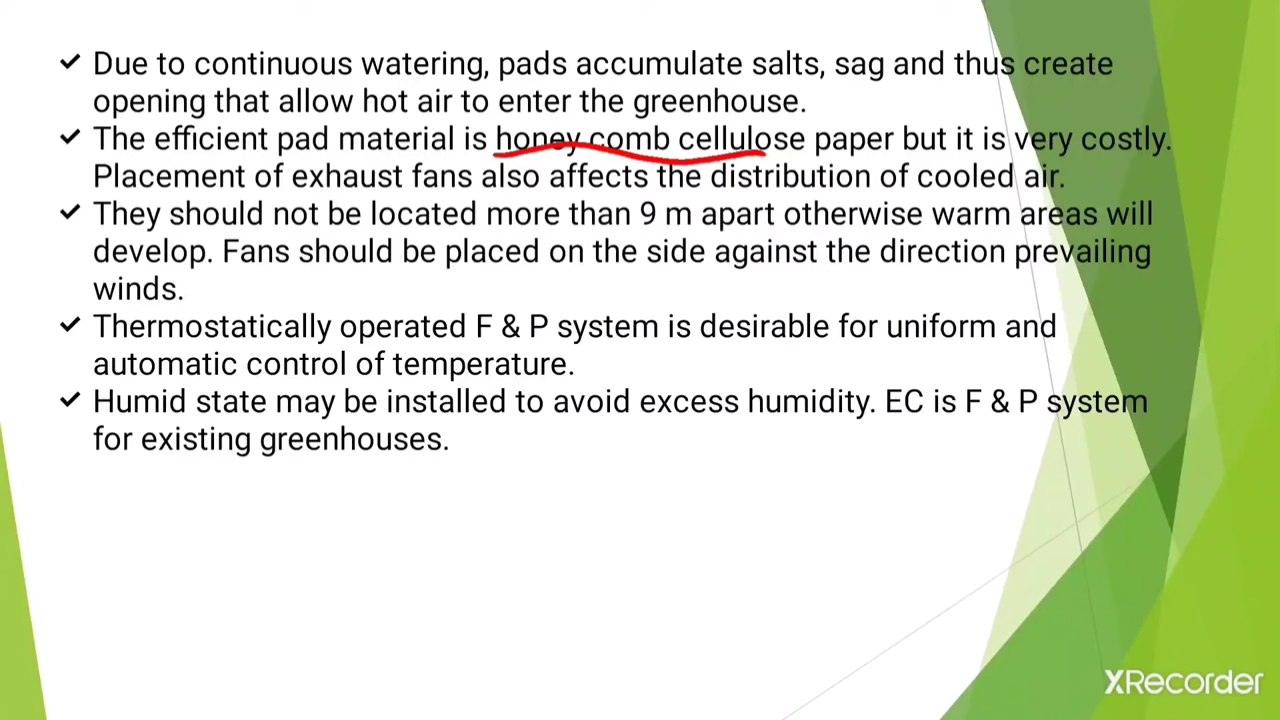 ✓ Due to continuous watering, pads accumulate salts, sag and thus create
opening that allow hot air to enter the greenhouse.
✓ The efficient pad material is honey comb cellulose paper but it is very costly.
Placement of exhaust fans also affects the distribution of cooled air.
✓ They should not be located more than 9 m apart otherwise warm areas will
develop. Fans should be placed on the side against the direction prevailing
winds.
✓ Thermostatically operated F & P system is desirable for uniform and
automatic control of temperature.
✓ Humid state may be installed to avoid excess humidity. EC is F & P system
for existing greenhouses.
XRecorder